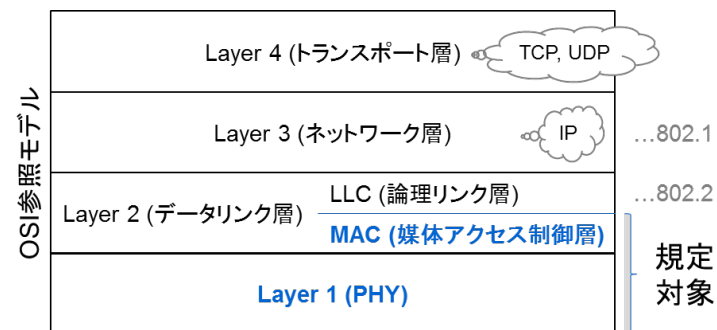 OSI参照モデル
Layer 4 (トランスポート層)
TCP, UDP
Layer 3 (ネットワーク層)
IP
...802.1
Layer 2 (データリンク層)
LLC (論理リンク層)
...802.2
MAC (媒体アクセス制御層)
規定
対象
Layer 1 (PHY)